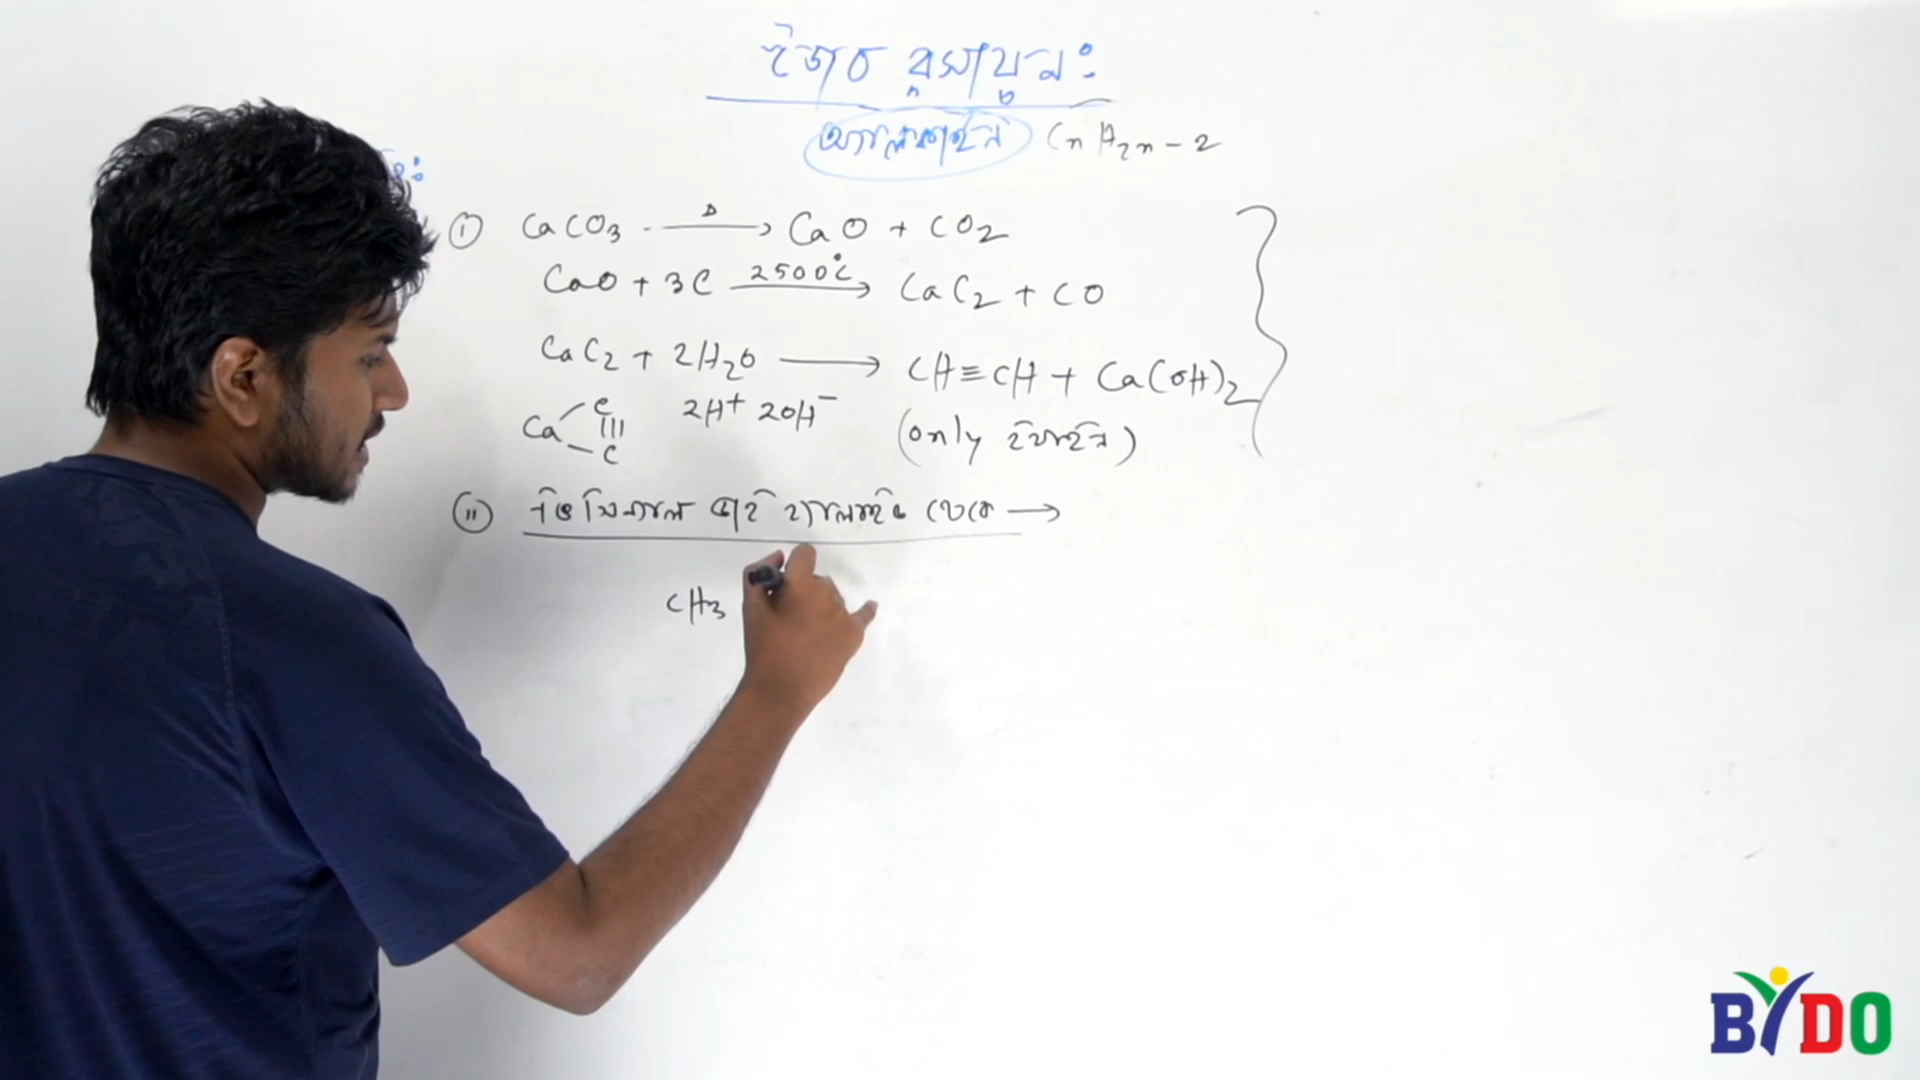 জৈব রসায়নঃ
অ্যালকাইন CnH2n-2
ঃ
(i) CaCO3 Δ → CaO + CO2
CaO + 3C 2500°C → CaC2 + CO
CaC2 + 2H2O → CH≡CH + Ca(OH)2
Ca C ||| C 2H+ 2OH- (only ইথাইন)
(ii) ভিসিনাল ডাই হ্যালাইড থেকে →
CH3
BYDO